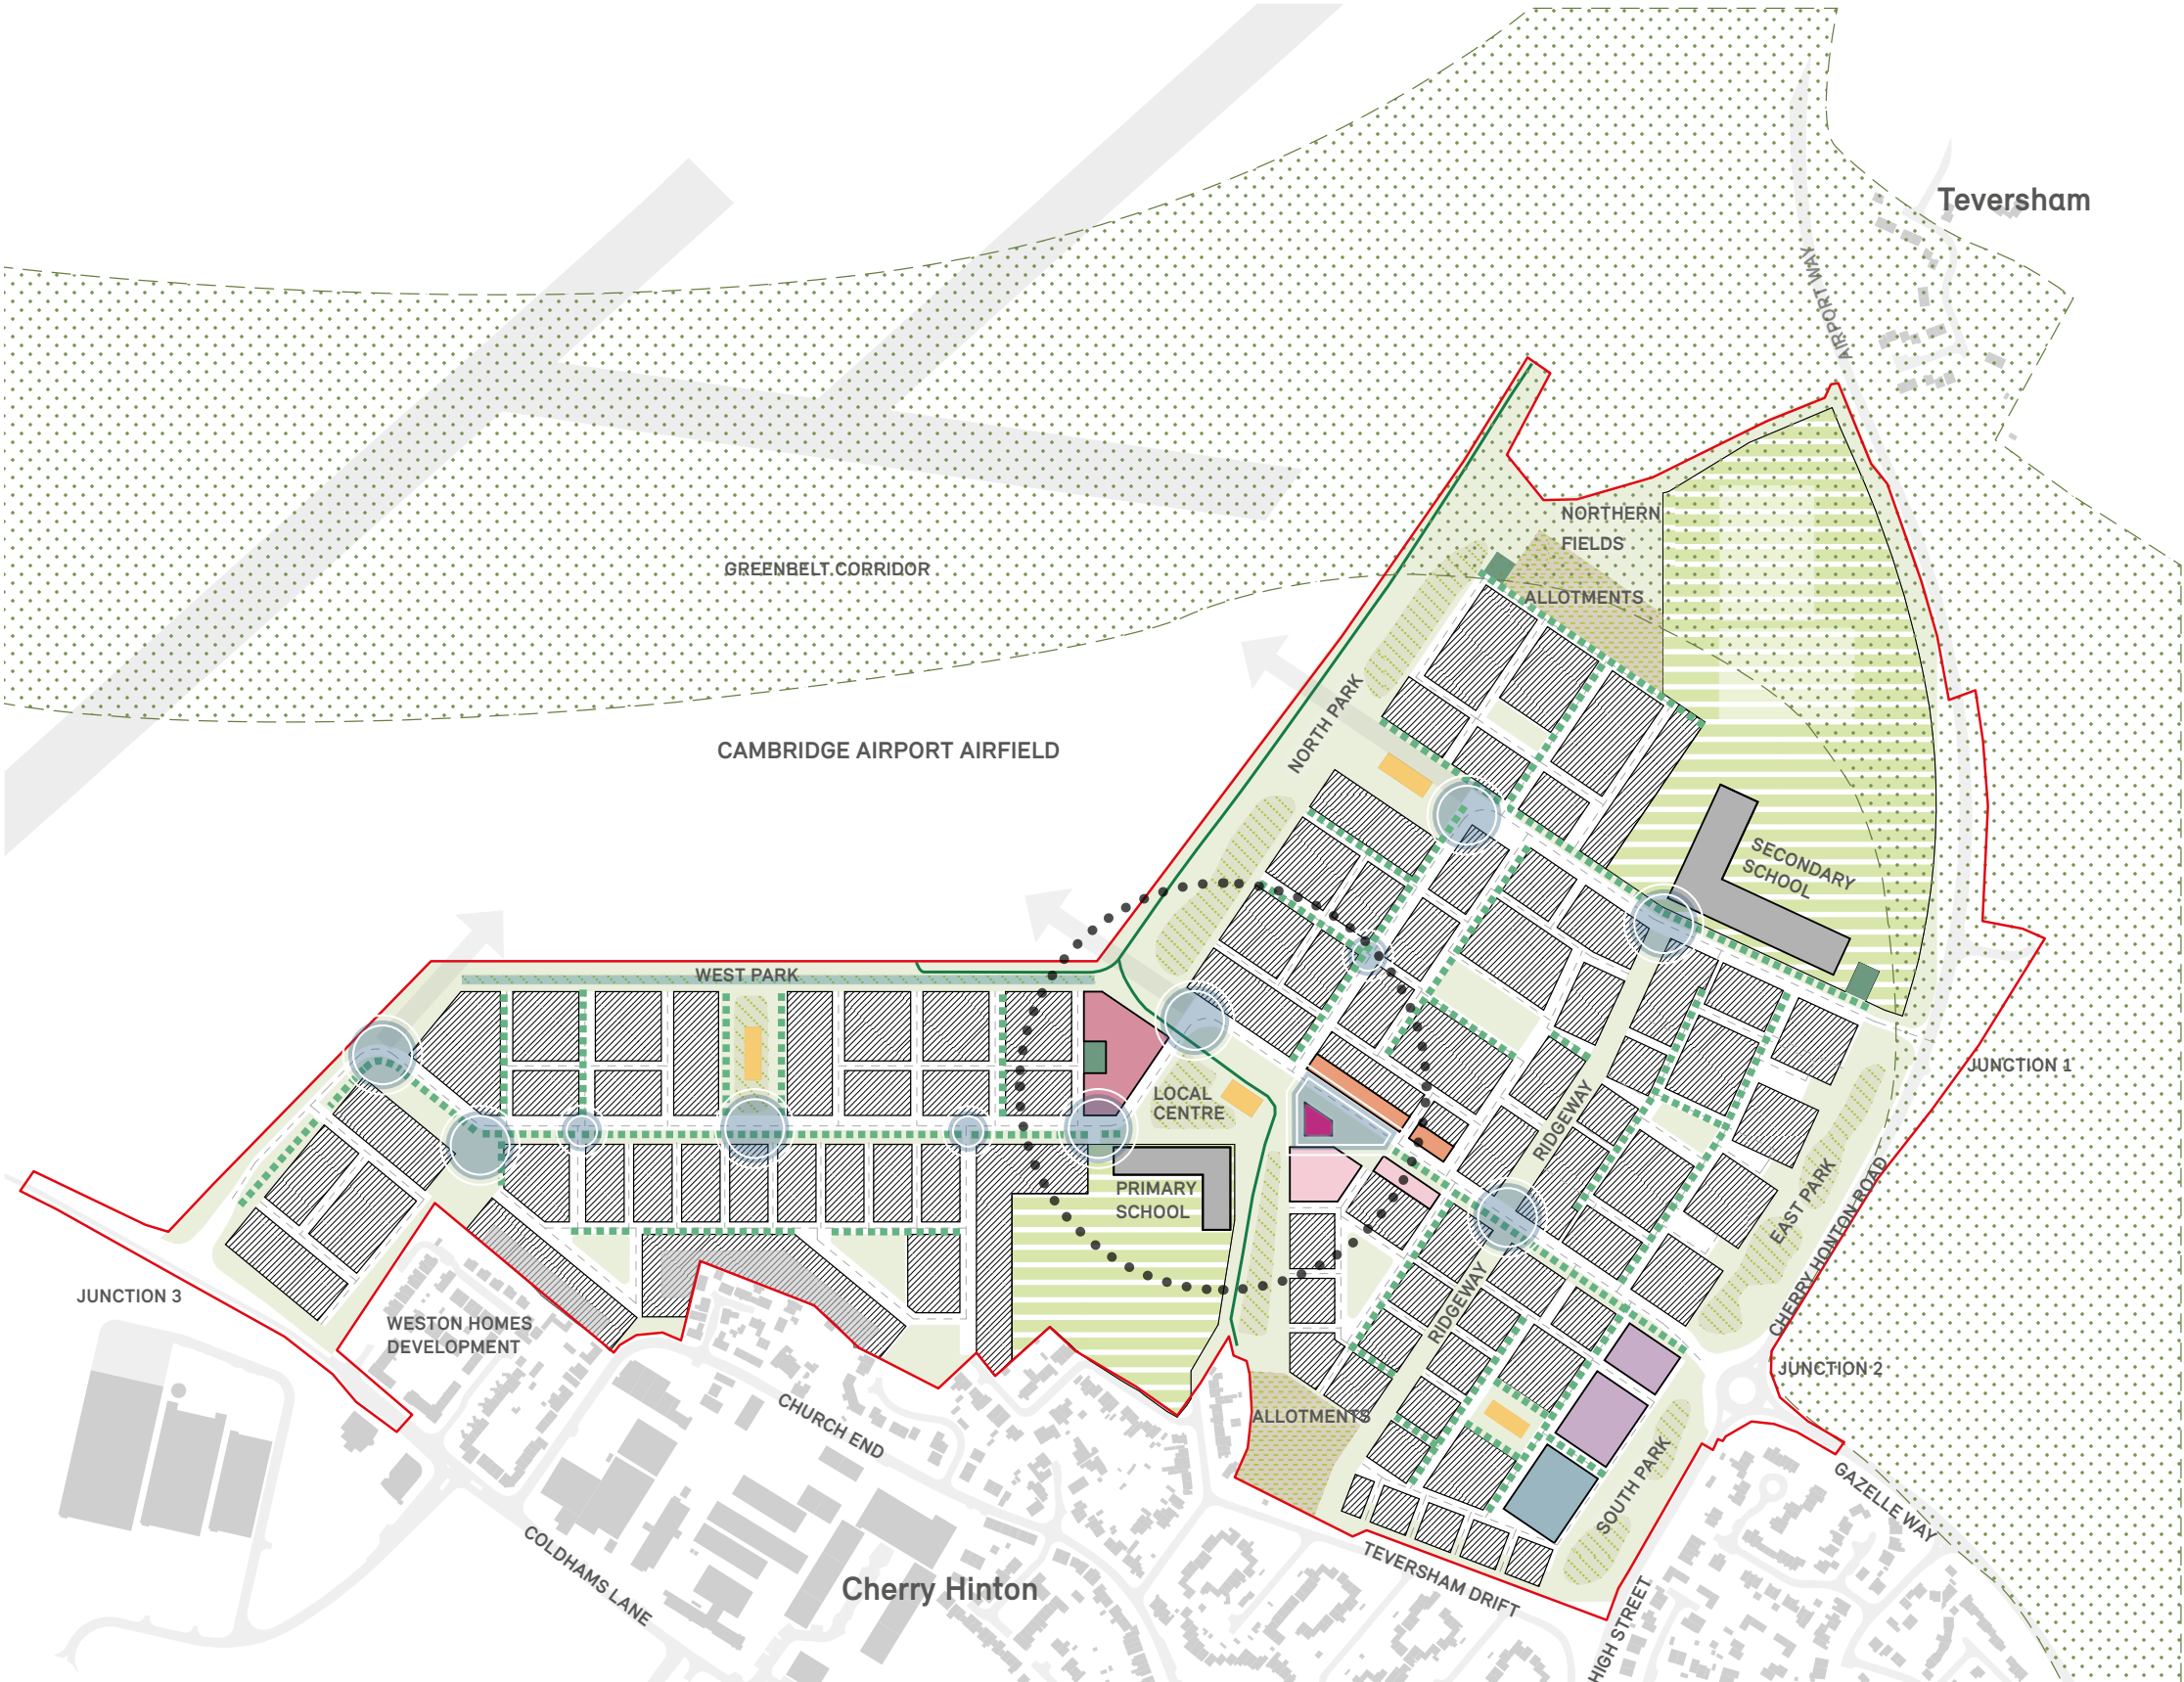 Teversham
AIRPORT WAY
NORTHERN
FIELDS
GREENBELT CORRIDOR
ALLOTMENTS
NORTH PARK
CAMBRIDGE AIRPORT AIRFIELD
SECONDARY
SCHOOL
WEST PARK
JUNCTION 1
LOCAL
CENTRE
RIDGEWAY
EAST PARK
CHERRY HONTON ROAD
PRIMARY
SCHOOL
JUNCTION 3
WESTON HOMES
DEVELOPMENT
RIDGEWAY
JUNCTION 2
CHURCH END
ALLOTMENTS
SOUTH PARK
GAZELLE WAY
COLDHAMS LANE
Cherry Hinton
TEVERSHAM DRIFT
HIGH STREET